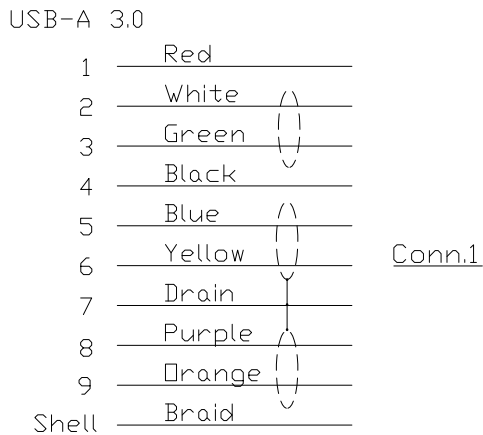 USB-A 3.0
1 Red
2 White
3 Green
4 Black
5 Blue
6 Yellow
Conn.1
7 Drain
8 Purple
9 Orange
Shell Braid